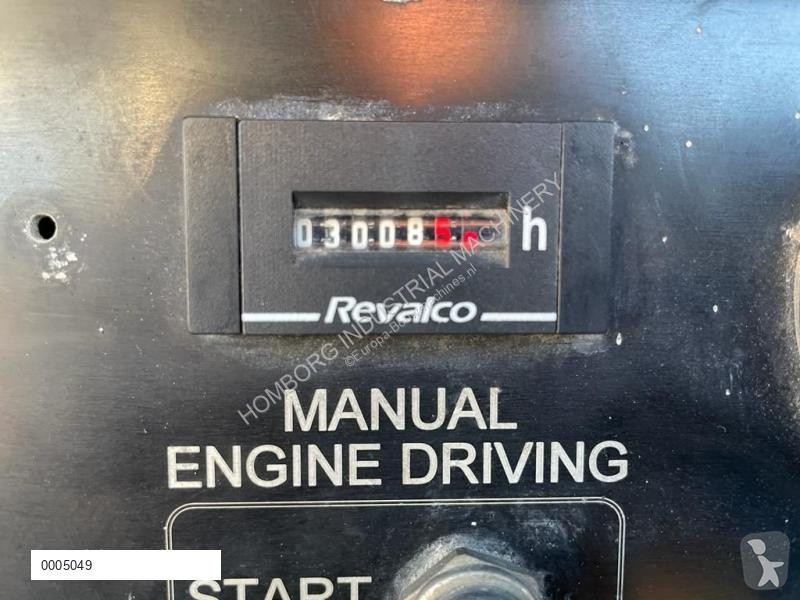 030085 h
Revalco
HOMBORG INDUSTRIAL MACHINERY
©Europa-Bouwmachines.nl
MANUAL
ENGINE DRIVING
START
0005049